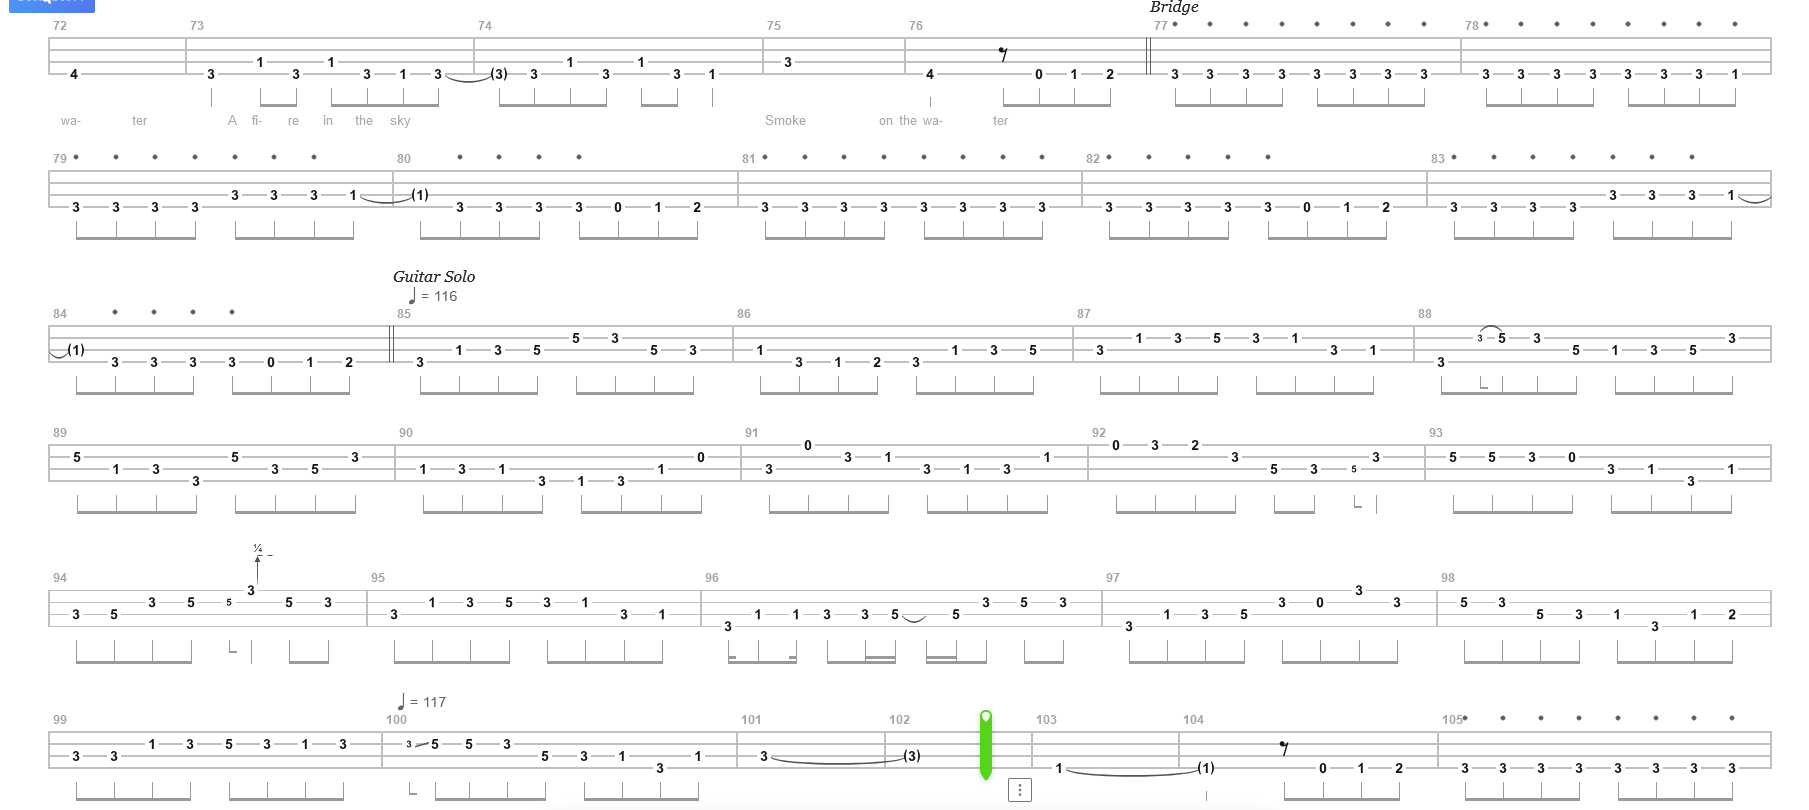 72 73 74 75 76 Bridge 77 78
4 3 1 3 1 3 1 3 (3) 3 1 3 1 3 1 3 4 0 1 2 3 3 3 3 3 3 3 3 3 3 3 3 3 3 3 1
wa- ter A fi- re in the sky Smoke on the wa- ter
79 80 81 82 83
3 3 3 3 3 3 3 1 (1) 3 3 3 3 0 1 2 3 3 3 3 3 3 3 3 3 3 3 3 3 0 1 2 3 3 3 3 3 3 3 1
Guitar Solo
= 116
84 85 86 87 88
(1) 3 3 3 3 0 1 2 3 1 3 5 5 3 5 3 1 3 1 2 3 1 3 5 3 1 3 5 3 1 3 1 3 3 5 3 5 1 3 5 3
89 90 91 92 93
5 1 3 3 5 3 5 3 1 3 1 3 1 3 1 0 3 0 3 1 3 1 3 1 0 3 2 3 5 3 5 3 5 5 3 0 3 1 3 1
¼
94 95 96 97 98
3 5 3 5 5 3 5 3 3 1 3 5 3 1 3 1 3 1 1 3 3 5 5 3 5 3 3 1 3 5 3 0 3 3 5 3 5 3 1 3 1 2
= 117
99 100 101 102 103 104 105
3 3 1 3 5 3 1 3 3 5 5 3 5 3 1 3 1 3 (3) 1 (1) 0 1 2 3 3 3 3 3 3 3 3